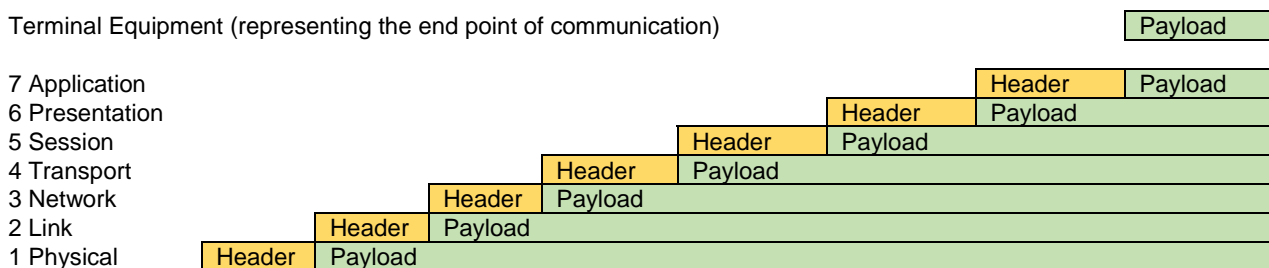 Terminal Equipment (representing the end point of communication) Payload
7 Application Header Payload
6 Presentation Header Payload
5 Session Header Payload
4 Transport Header Payload
3 Network Header Payload
2 Link Header Payload
1 Physical Header Payload